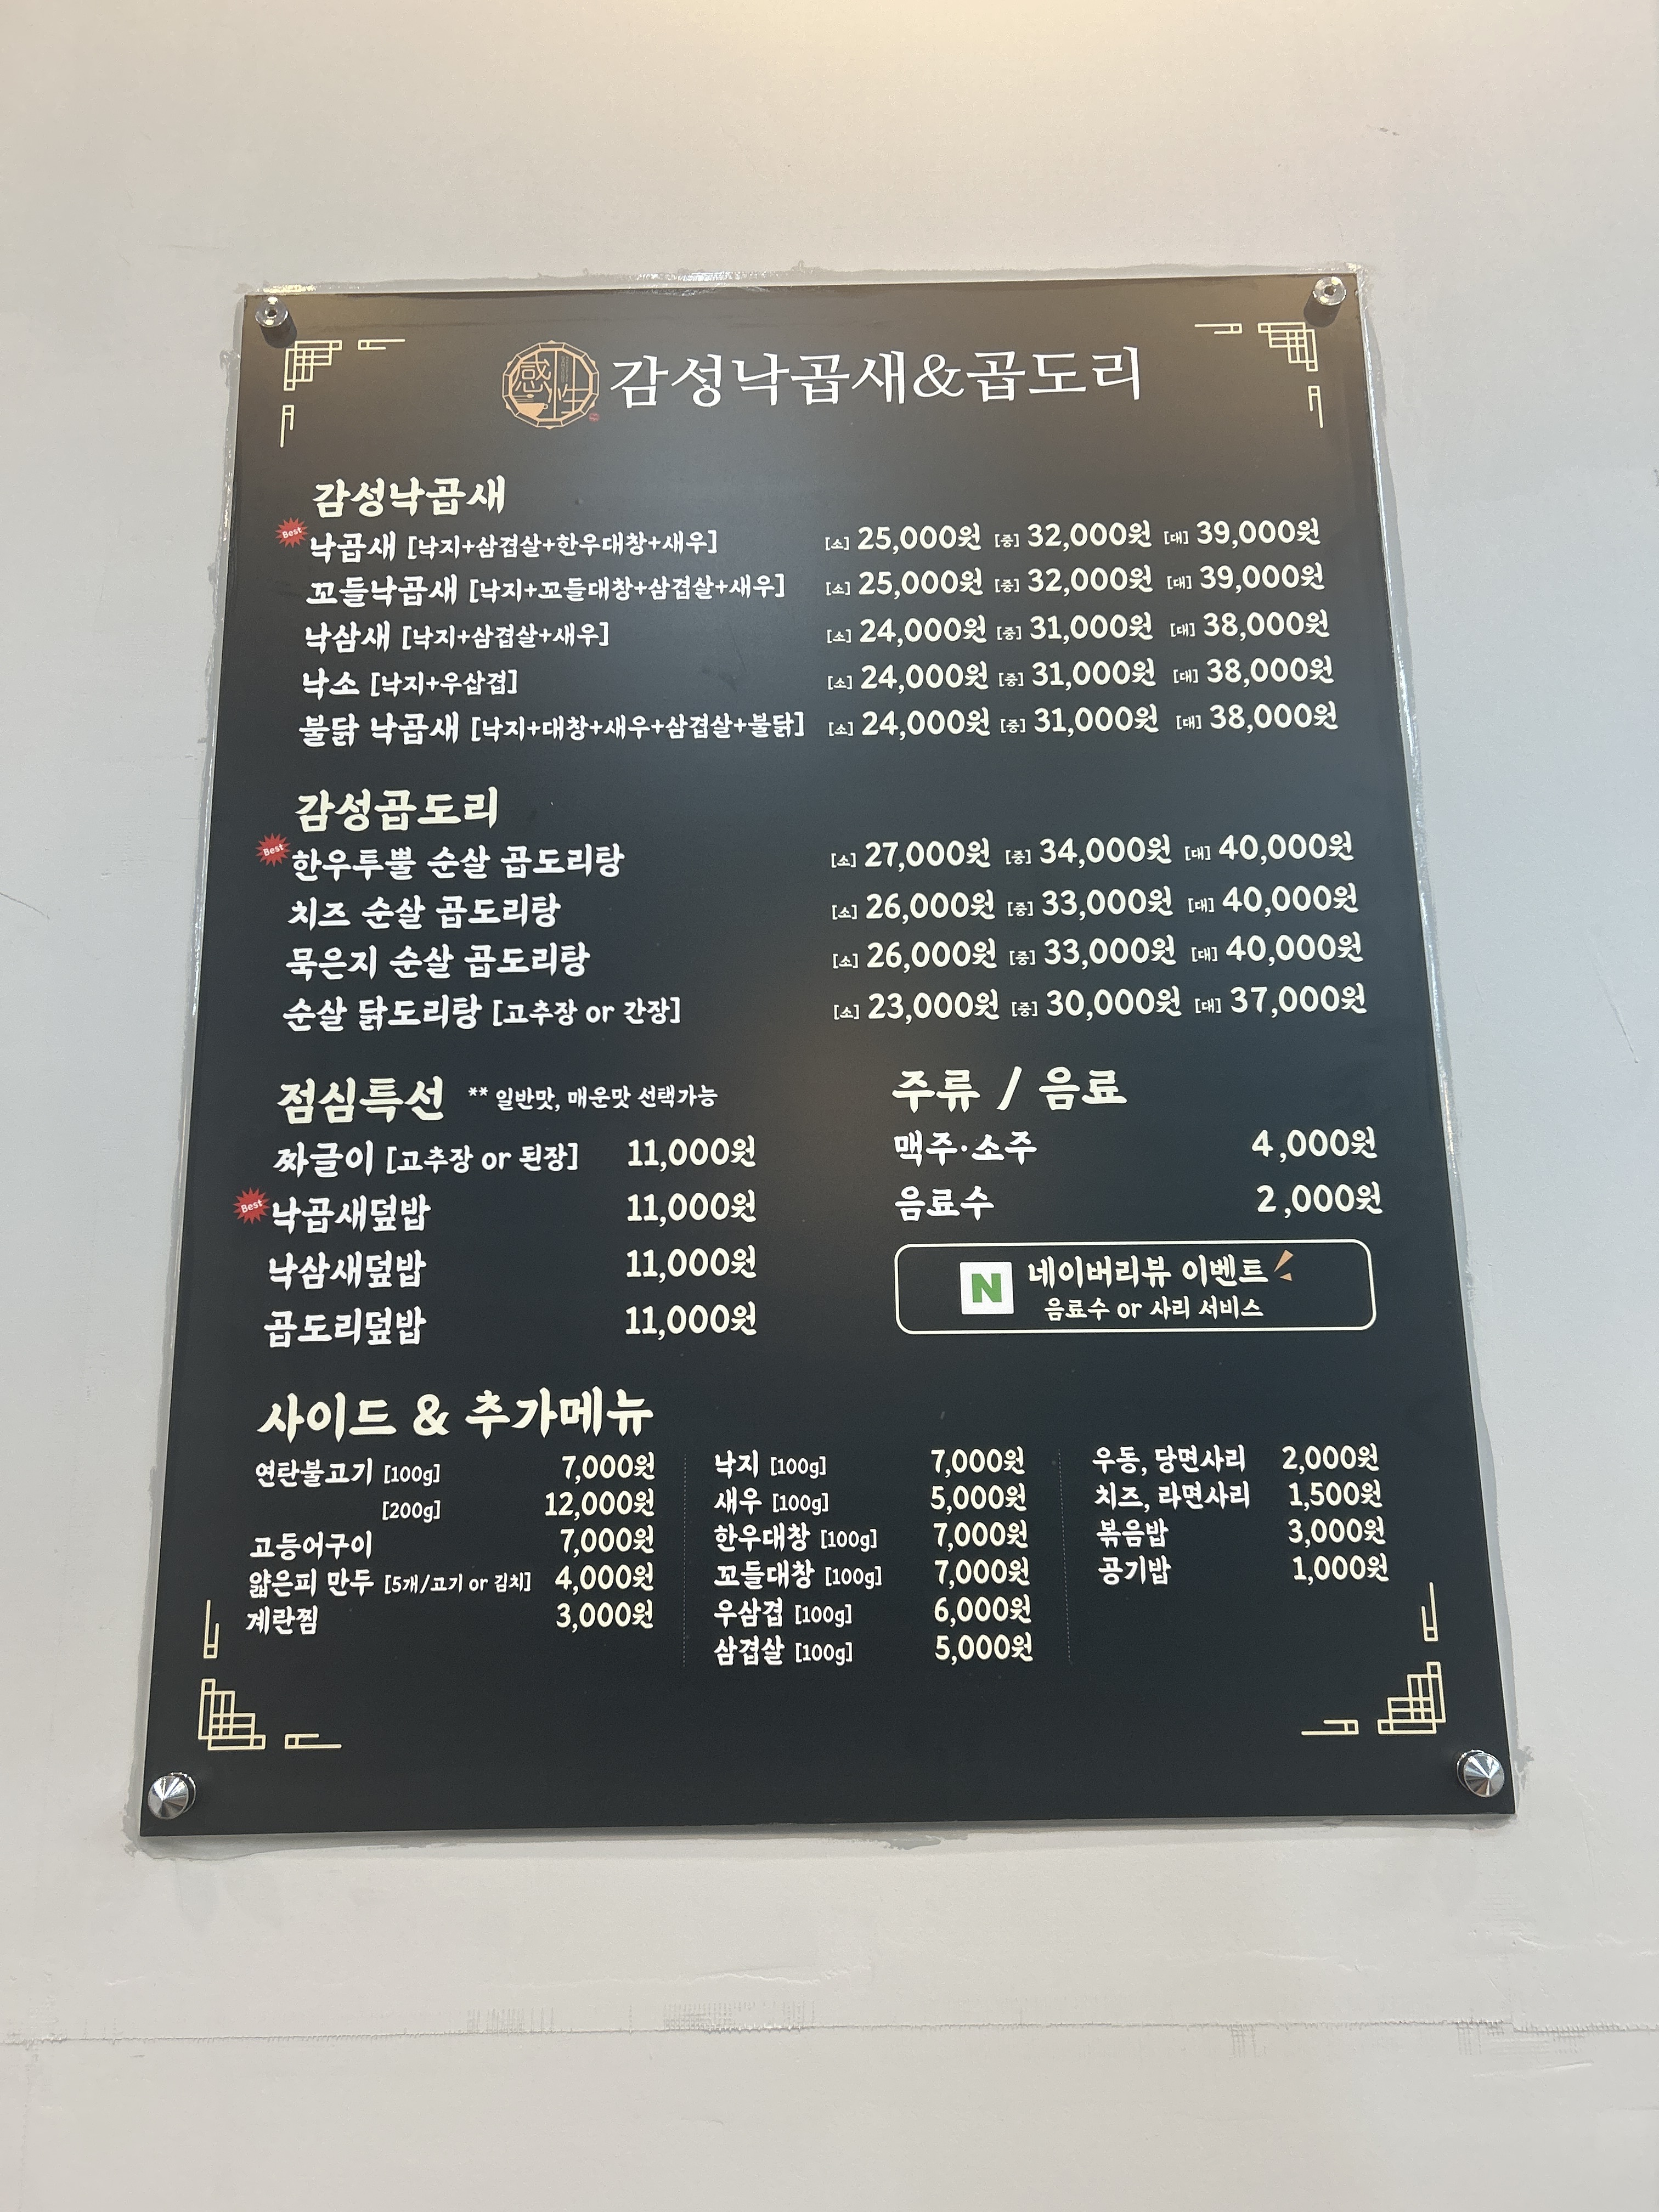 感性 감성낙곱새&곱도리
감성낙곱새
Best 낙곱새 [낙지+삼겹살+한우대창+새우] [소] 25,000원 [중] 32,000원 [대] 39,000원
꼬들낙곱새 [낙지+꼬들대창+삼겹살+새우] [소] 25,000원 [중] 32,000원 [대] 39,000원
낙삼새 [낙지+삼겹살+새우] [소] 24,000원 [중] 31,000원 [대] 38,000원
낙소 [낙지+우삽겹] [소] 24,000원 [중] 31,000원 [대] 38,000원
불닭 낙곱새 [낙지+대창+새우+삼겹살+불닭] [소] 24,000원 [중] 31,000원 [대] 38,000원
감성곱도리
Best 한우투뿔 순살 곱도리탕 [소] 27,000원 [중] 34,000원 [대] 40,000원
치즈 순살 곱도리탕 [소] 26,000원 [중] 33,000원 [대] 40,000원
묵은지 순살 곱도리탕 [소] 26,000원 [중] 33,000원 [대] 40,000원
순살 닭도리탕 [고추장 or 간장] [소] 23,000원 [중] 30,000원 [대] 37,000원
점심특선 ** 일반맛, 매운맛 선택가능
짜글이 [고추장 or 된장] 11,000원
Best 낙곱새덮밥 11,000원
낙삼새덮밥 11,000원
곱도리덮밥 11,000원
주류 / 음료
맥주·소주 4,000원
음료수 2,000원
N 네이버리뷰 이벤트
음료수 or 사리 서비스
사이드 & 추가메뉴
연탄불고기 [100g] 7,000원
[200g] 12,000원
고등어구이 7,000원
얇은피 만두 [5개/고기 or 김치] 4,000원
계란찜 3,000원
낙지 [100g] 7,000원
새우 [100g] 5,000원
한우대창 [100g] 7,000원
꼬들대창 [100g] 7,000원
우삼겹 [100g] 6,000원
삼겹살 [100g] 5,000원
우동, 당면사리 2,000원
치즈, 라면사리 1,500원
볶음밥 3,000원
공기밥 1,000원